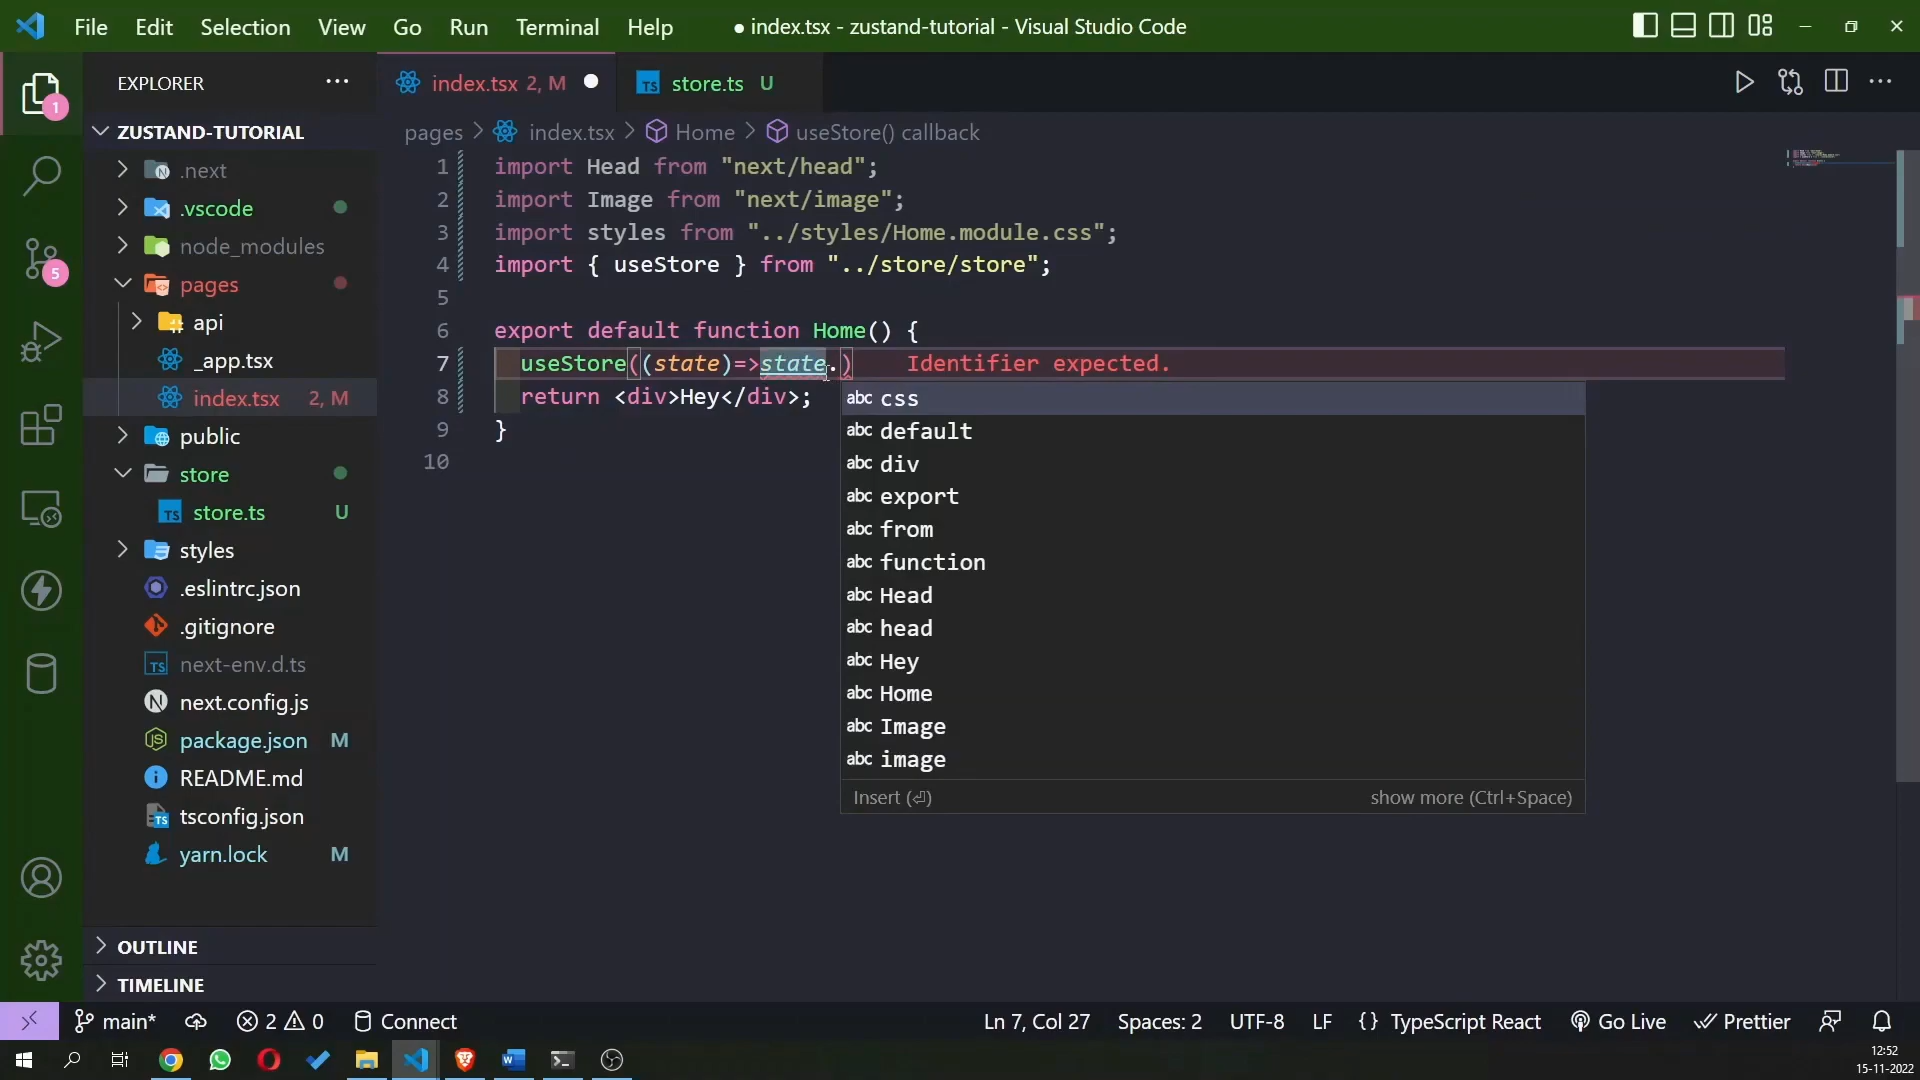 File Edit Selection View Go Run Terminal Help
● index.tsx - zustand-tutorial - Visual Studio Code
EXPLORER
index.tsx 2, M
TS store.ts U
1
ZUSTAND-TUTORIAL
pages > index.tsx > Home > useStore() callback
.next
.vscode
node_modules
pages
api
_app.tsx
index.tsx 2, M
public
store
TS store.ts U
styles
.eslintrc.json
.gitignore
TS next-env.d.ts
next.config.js
package.json M
README.md
tsconfig.json
yarn.lock M
OUTLINE
TIMELINE
5
1 import Head from "next/head";
2 import Image from "next/image";
3 import styles from "../styles/Home.module.css";
4 import { useStore } from "../store/store";
5
6 export default function Home() {
7 useStore((state)=>state.) Identifier expected.
8 return <div>Hey</div>;
9 }
10
abc css
abc default
abc div
abc export
abc from
abc function
abc Head
abc head
abc Hey
abc Home
abc Image
abc image
Insert (⏎) show more (Ctrl+Space)
main* 2 0 Connect
Ln 7, Col 27 Spaces: 2 UTF-8 LF {} TypeScript React Go Live Prettier
12:52
15-11-2022